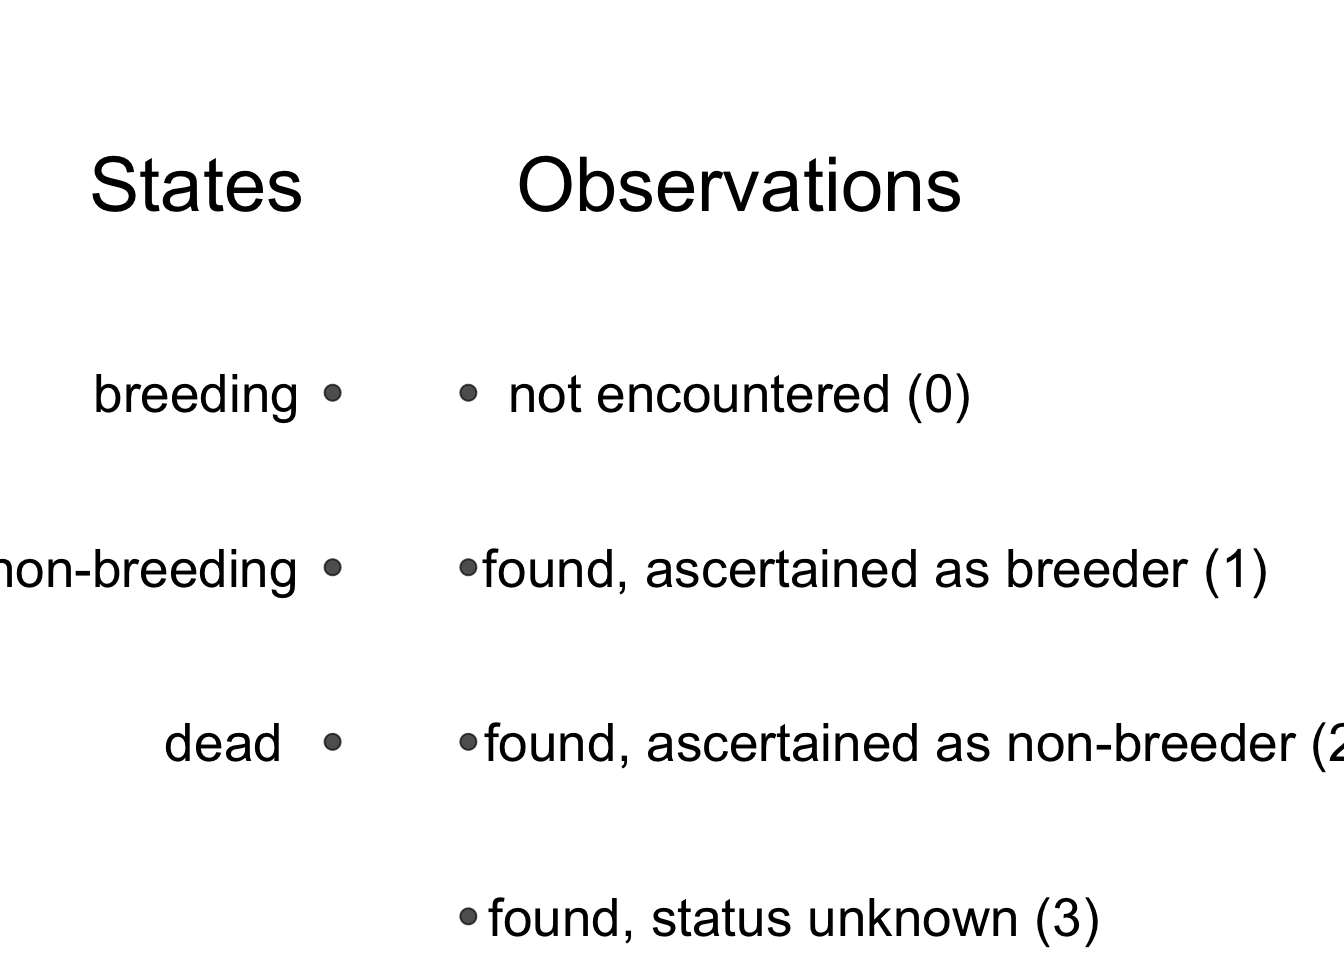 States Observations
breeding • • not encountered (0)
non-breeding • • found, ascertained as breeder (1)
dead • • found, ascertained as non-breeder (2
• found, status unknown (3)